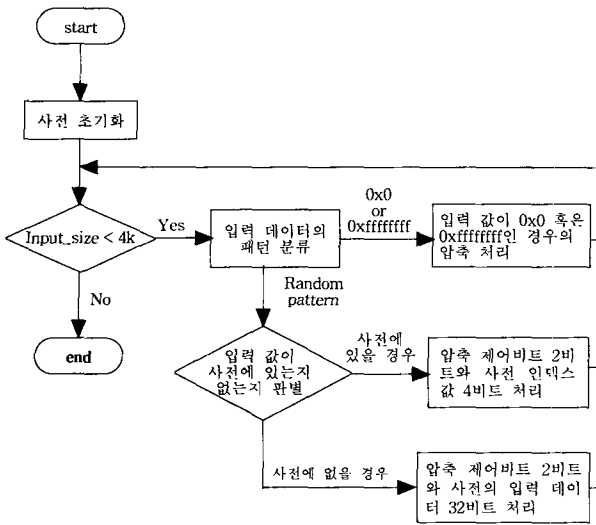 start
사전 초기화
Input_size < 4k
Yes
No
end
입력 데이터의
패턴 분류
0x0
or
0xffffffff
입력 값이 0x0 혹은
0xffffffff인 경우의
압축 처리
Random
pattern
입력 값이
사전에 있는지
없는지 판별
사전에
있을 경우
압축 제어비트 2비
트와 사전 인덱스
값 4비트 처리
사전에 없을 경우
압축 제어비트 2비트
와 사전의 입력 데이
터 32비트 처리